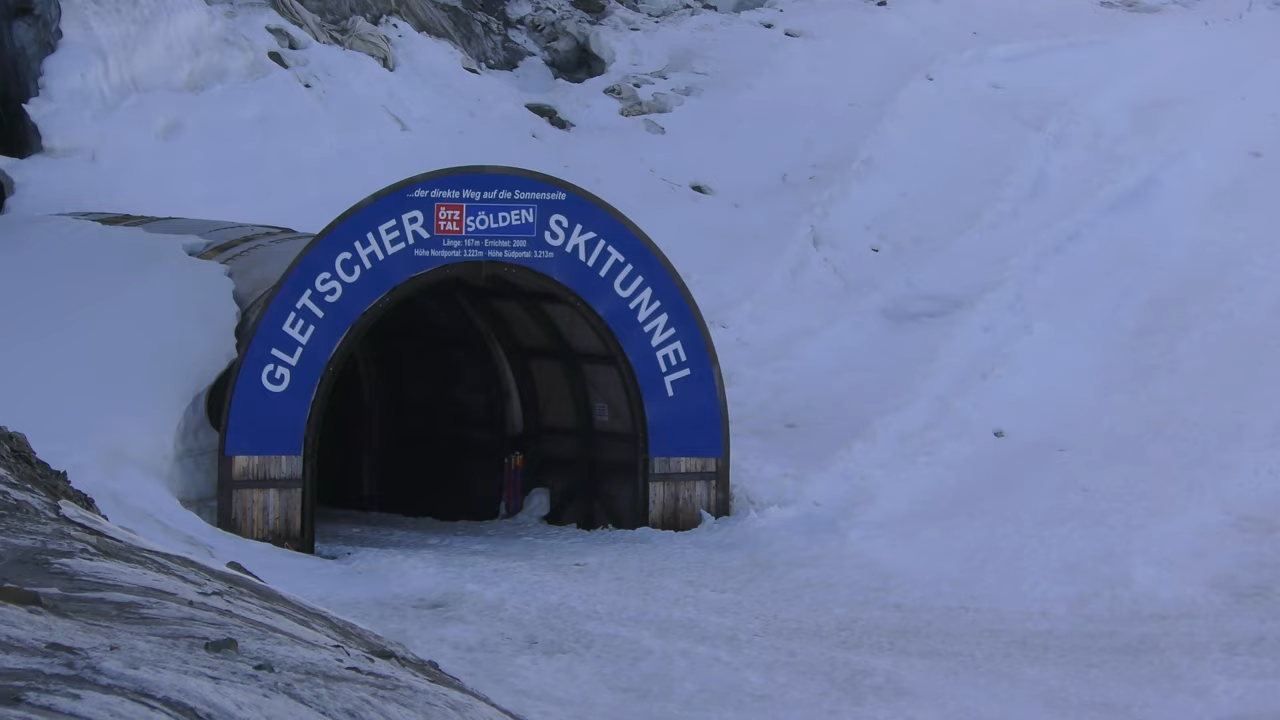 ...der direkte Weg auf die Sonnenseite
ÖTZ
TAL
SÖLDEN
GLETSCHER SKITUNNEL
Länge: 167m · Errichtal: 2000
Höhe Nordportal: 3.223m · Höhe Südportal: 3.213m